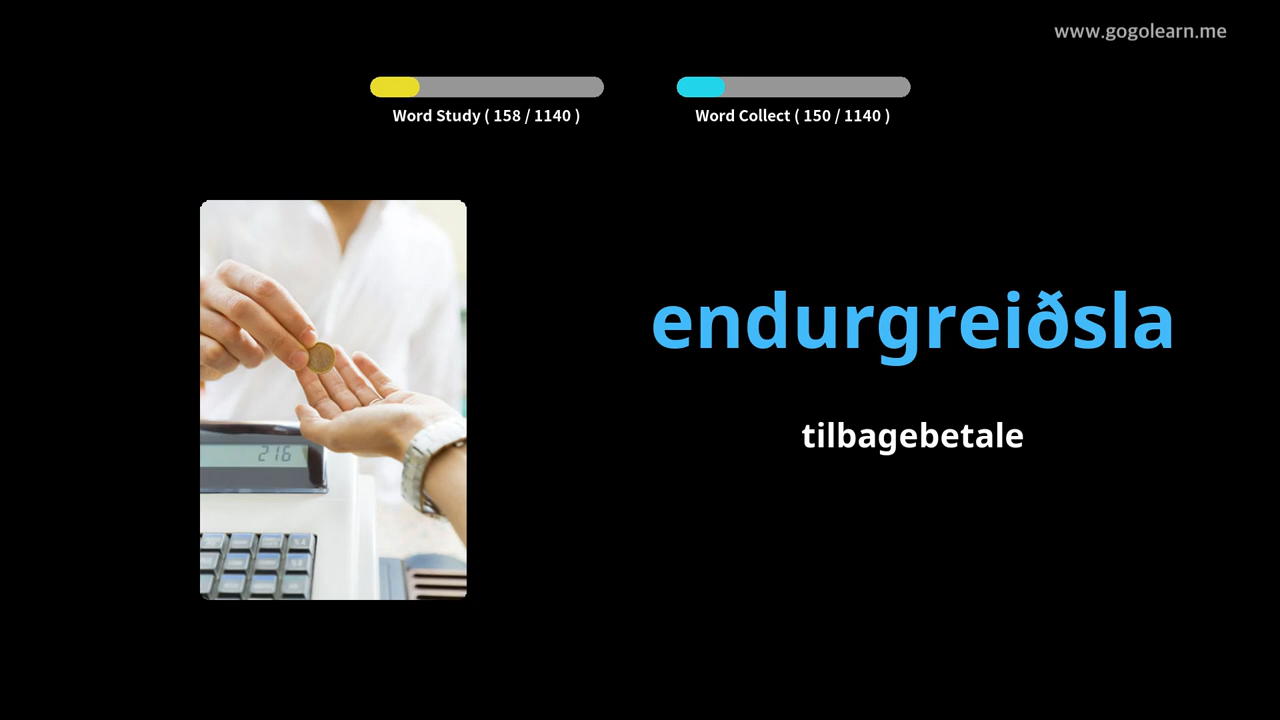 www.gogolearn.me
Word Study ( 158 / 1140 )
Word Collect ( 150 / 1140 )
endurgreiðsla
tilbagebetale
216